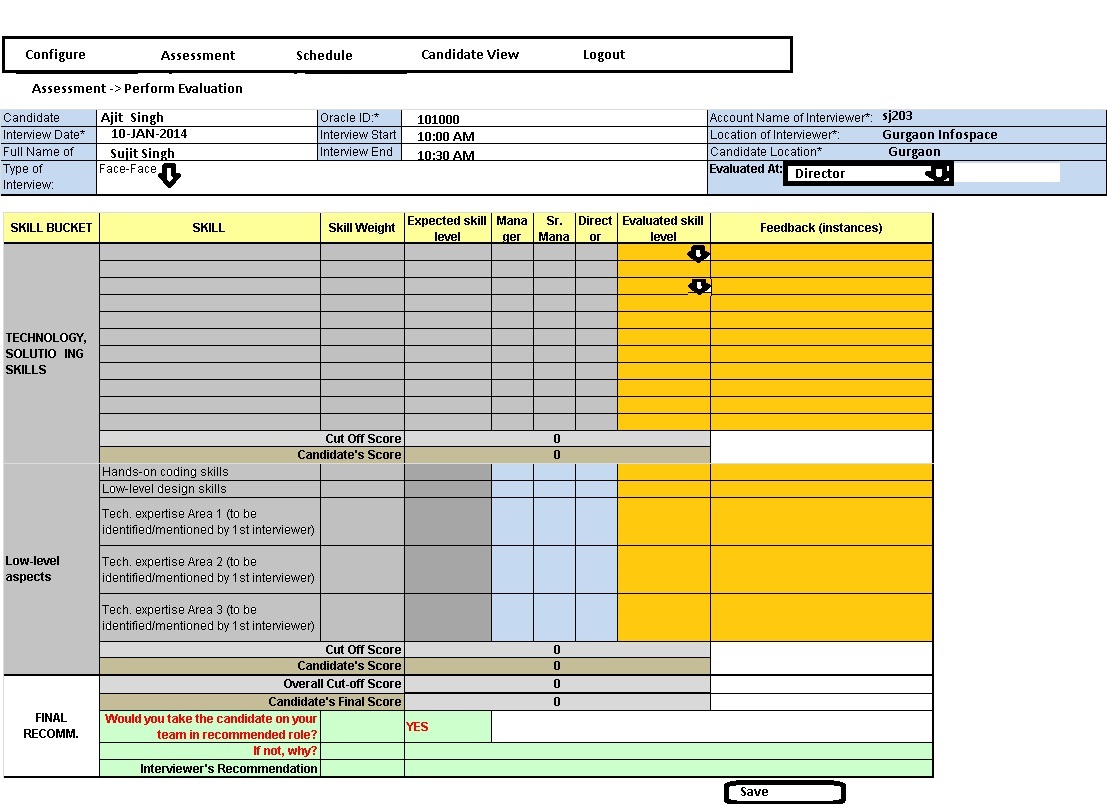 Configure Assessment Schedule Candidate View Logout
Assessment -> Perform Evaluation
Candidate Ajit Singh Oracle ID:* 101000 Account Name of Interviewer*: sj203
Interview Date* 10-JAN-2014 Interview Start 10:00 AM Location of Interviewer*: Gurgaon Infospace
Full Name of Sujit Singh Interview End 10:30 AM Candidate Location* Gurgaon
Type of Face-Face Evaluated At: Director
Interview:
SKILL BUCKET SKILL Skill Weight Expected skill Mana Sr. Direct Evaluated skill Feedback (instances)
level ger Mana or level
TECHNOLOGY,
SOLUTIO ING
SKILLS
Cut Off Score 0
Candidate's Score 0
Hands-on coding skills
Low-level design skills
Tech. expertise Area 1 (to be
identified/mentioned by 1st interviewer)
Low-level
aspects
Tech. expertise Area 2 (to be
identified/mentioned by 1st interviewer)
Tech. expertise Area 3 (to be
identified/mentioned by 1st interviewer)
Cut Off Score 0
Candidate's Score 0
Overall Cut-off Score 0
Candidate's Final Score 0
FINAL
RECOMM.
Would you take the candidate on your
team in recommended role? YES
If not, why?
Interviewer's Recommendation
Save